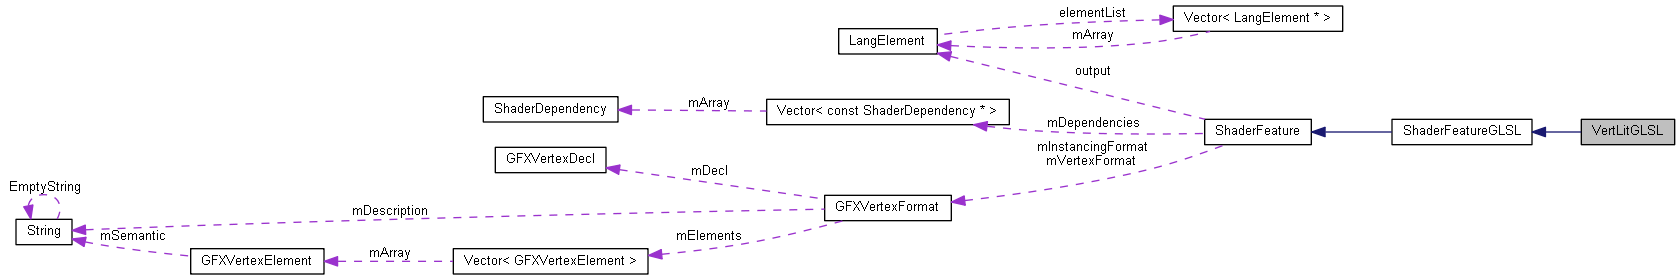 elementList
Vector< LangElement * >
mArray
LangElement
output
ShaderDependency
mArray
Vector< const ShaderDependency * >
mDependencies
ShaderFeature
ShaderFeatureGLSL
VertLitGLSL
mInstancingFormat
mVertexFormat
GFXVertexDecl
mDecl
EmptyString
GFXVertexFormat
mDescription
String
mSemantic
mElements
GFXVertexElement
mArray
Vector< GFXVertexElement >